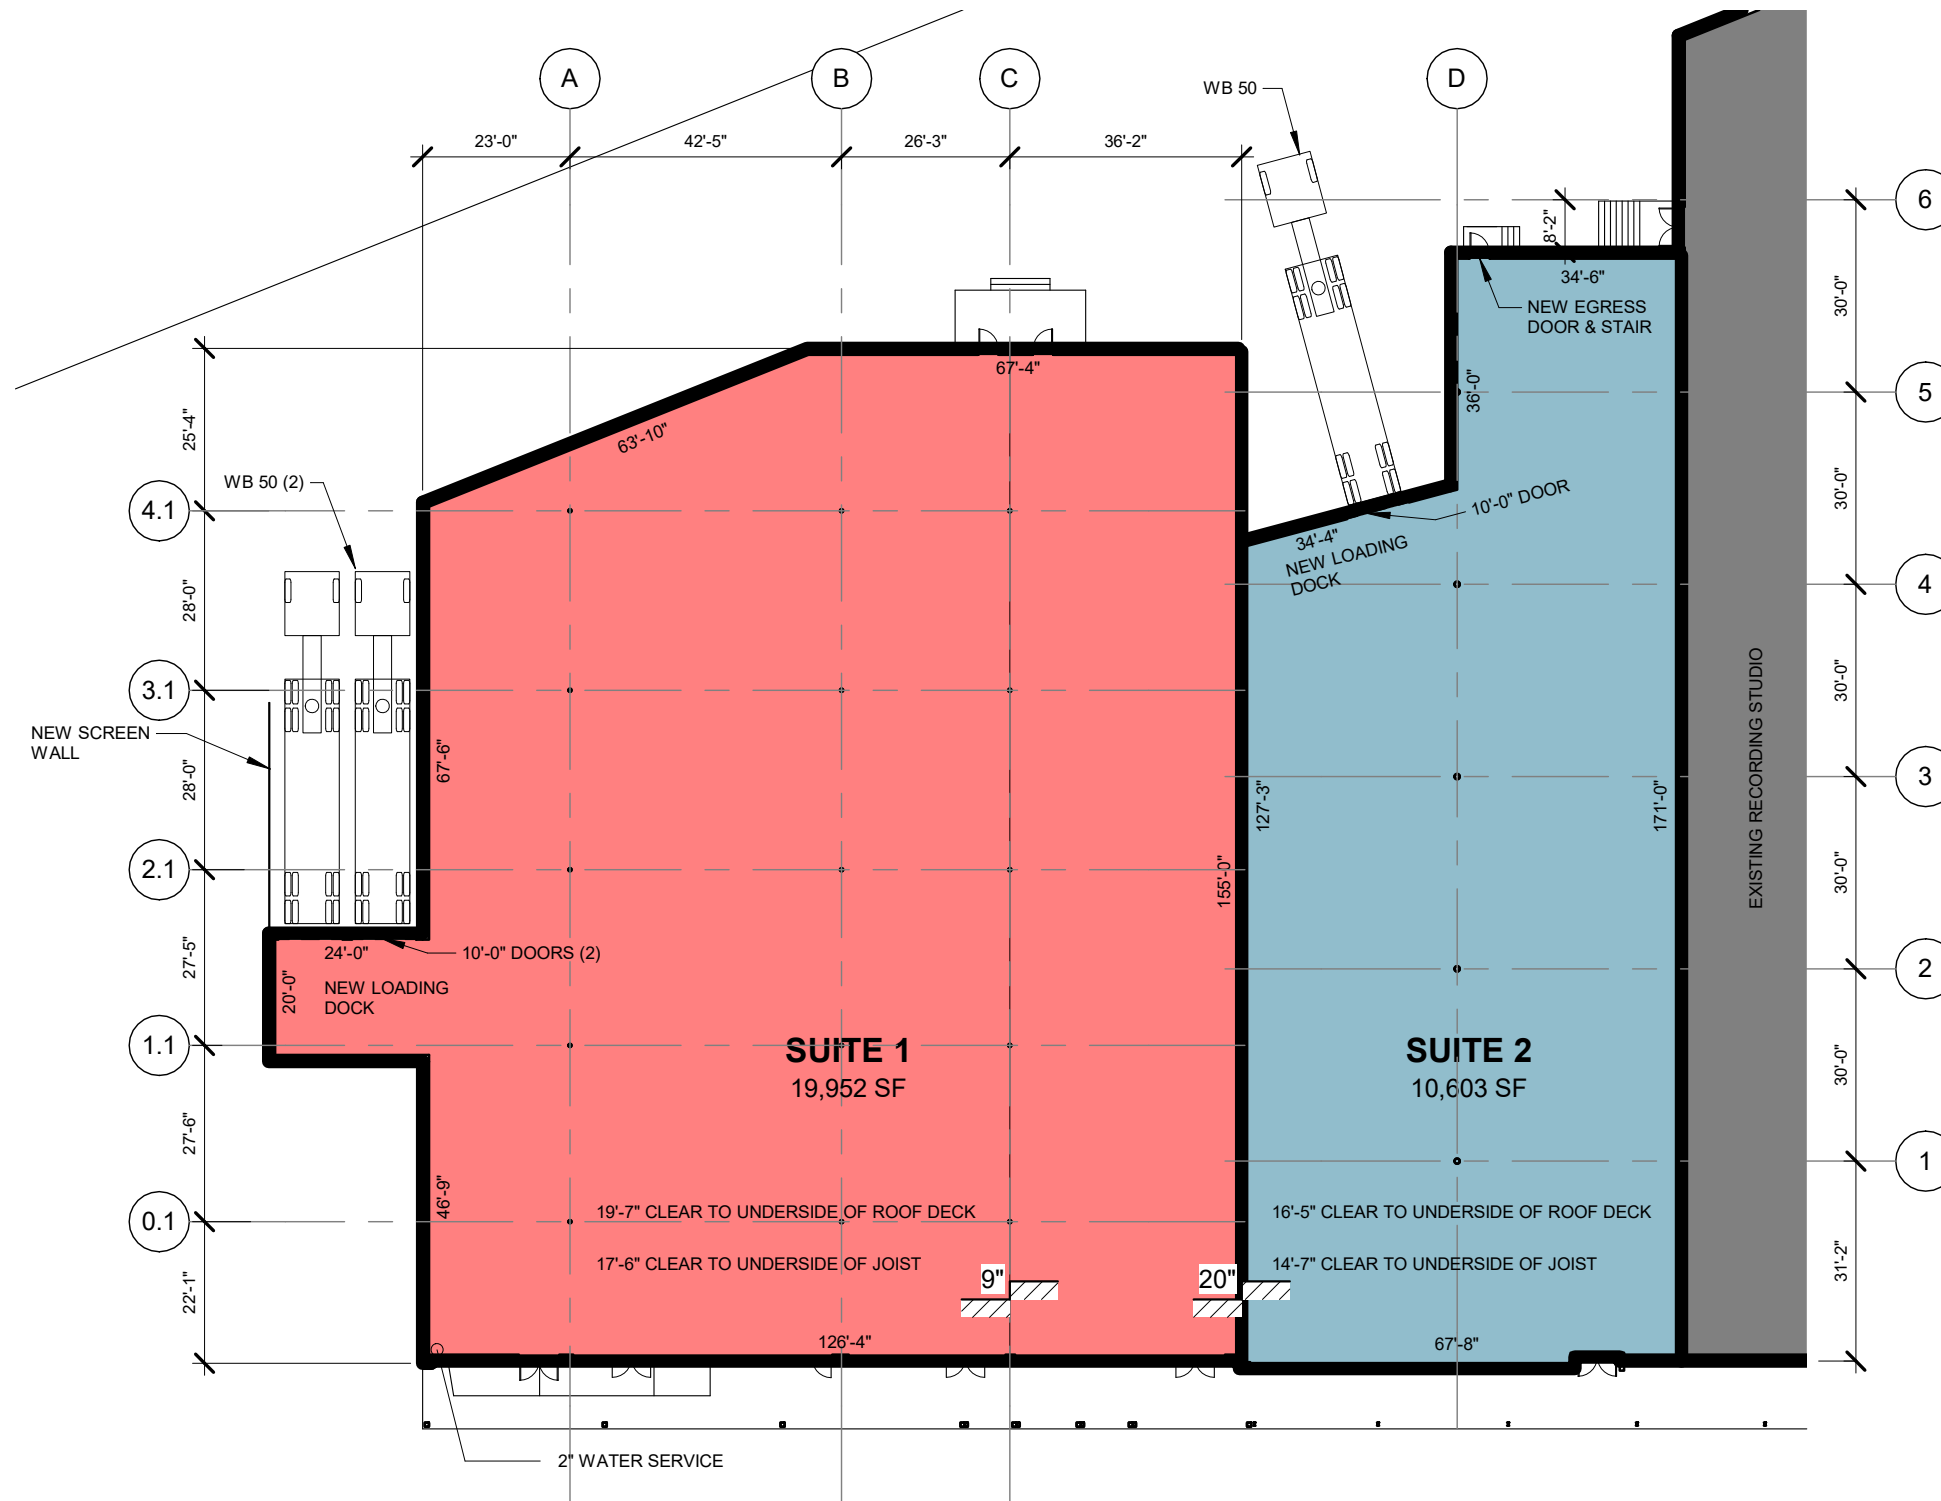 A
B
C
D
WB 50
23'-0"
42'-5"
26'-3"
36'-2"
6
8'-2"
34'-6"
NEW EGRESS
DOOR & STAIR
30'-0"
67'-4"
5
36'-0"
25'-4"
63'-10"
WB 50 (2)
4.1
10'-0" DOOR
30'-0"
34'-4"
NEW LOADING
DOCK
4
28'-0"
3.1
30'-0"
NEW SCREEN
WALL
67'-6"
28'-0"
127'-3"
171'-0"
EXISTING RECORDING STUDIO
3
2.1
155'-0"
30'-0"
24'-0"
10'-0" DOORS (2)
27'-5"
20'-0"
NEW LOADING
DOCK
2
1.1
SUITE 1
19,952 SF
SUITE 2
10,603 SF
30'-0"
27'-6"
1
46'-9"
0.1
19'-7" CLEAR TO UNDERSIDE OF ROOF DECK
16'-5" CLEAR TO UNDERSIDE OF ROOF DECK
17'-6" CLEAR TO UNDERSIDE OF JOIST
14'-7" CLEAR TO UNDERSIDE OF JOIST
31'-2"
22'-1"
9"
20"
126'-4"
67'-8"
2" WATER SERVICE